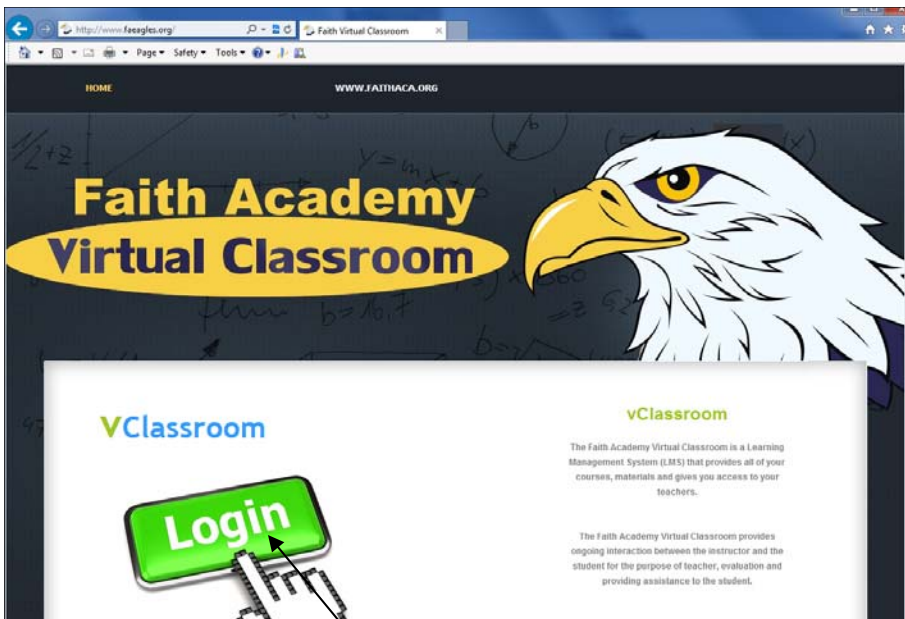 http://www.faeagles.org/
Faith Virtual Classroom
Page Safety Tools
HOME
WWW.FAITHACA.ORG
Faith Academy
Virtual Classroom
VClassroom
Login
vClassroom
The Faith Academy Virtual Classroom is a Learning
Management System (LMS) that provides all of your
courses, materials and gives you access to your
teachers.
The Faith Academy Virtual Classroom provides
ongoing interaction between the instructor and the
student for the purpose of teacher, evaluation and
providing assistance to the student.